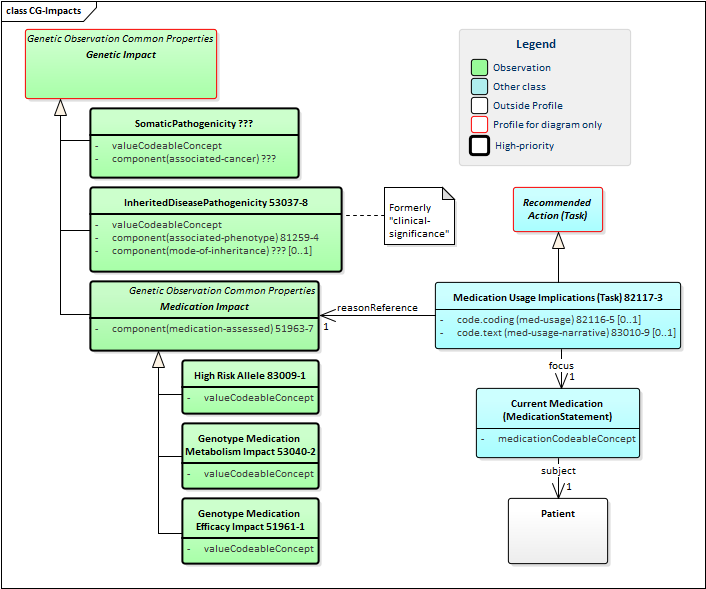 class CG-Impacts
Genetic Observation Common Properties
Genetic Impact
Legend
Observation
Other class
Outside Profile
Profile for diagram only
High-priority
SomaticPathogenicity ???
- valueCodeableConcept
- component(associated-cancer) ???
InheritedDiseasePathogenicity 53037-8
- valueCodeableConcept
- component(associated-phenotype) 81259-4
- component(mode-of-inheritance) ??? [0..1]
Formerly
"clinical-
significance"
Recommended
Action (Task)
Genetic Observation Common Properties
Medication Impact
- component(medication-assessed) 51963-7
reasonReference
1
Medication Usage Implications (Task) 82117-3
- code.coding (med-usage) 82116-5 [0..1]
- code.text (med-usage-narrative) 83010-9 [0..1]
focus
1
High Risk Allele 83009-1
- valueCodeableConcept
Current Medication
(MedicationStatement)
- medicationCodeableConcept
Genotype Medication
Metabolism Impact 53040-2
- valueCodeableConcept
subject
1
Genotype Medication
Efficacy Impact 51961-1
- valueCodeableConcept
Patient